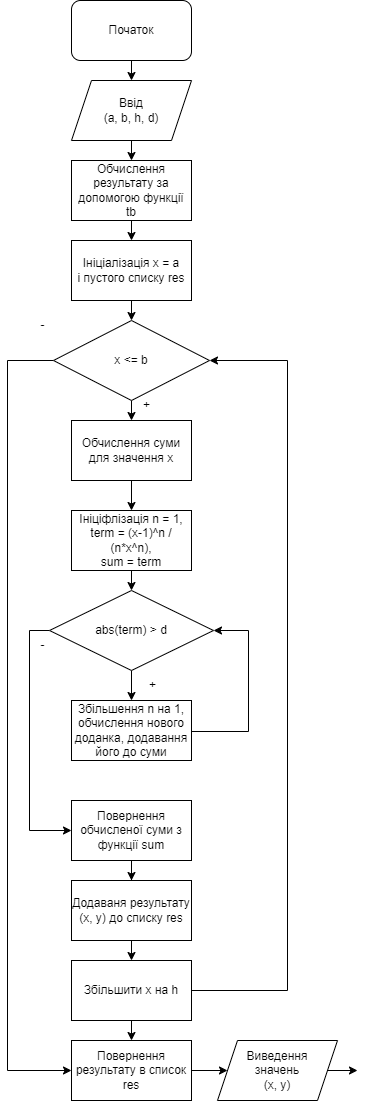 Початок
Ввід
(a, b, h, d)
Обчислення
результату за
допомогою функції
tb
Ініціалізація x = a
і пустого списку res
-
x <= b
+
Обчислення суми
для значення x
Ініціфлізація n = 1,
term = (x-1)^n /
(n*x^n),
sum = term
abs(term) > d
-
+
Збільшення n на 1,
обчислення нового
доданка, додавання
його до суми
Повернення
обчисленої суми з
функції sum
Додаваня результату
(x, y) до списку res
Збільшити x на h
Повернення
результату в список
res
Виведення
значень
(x, y)